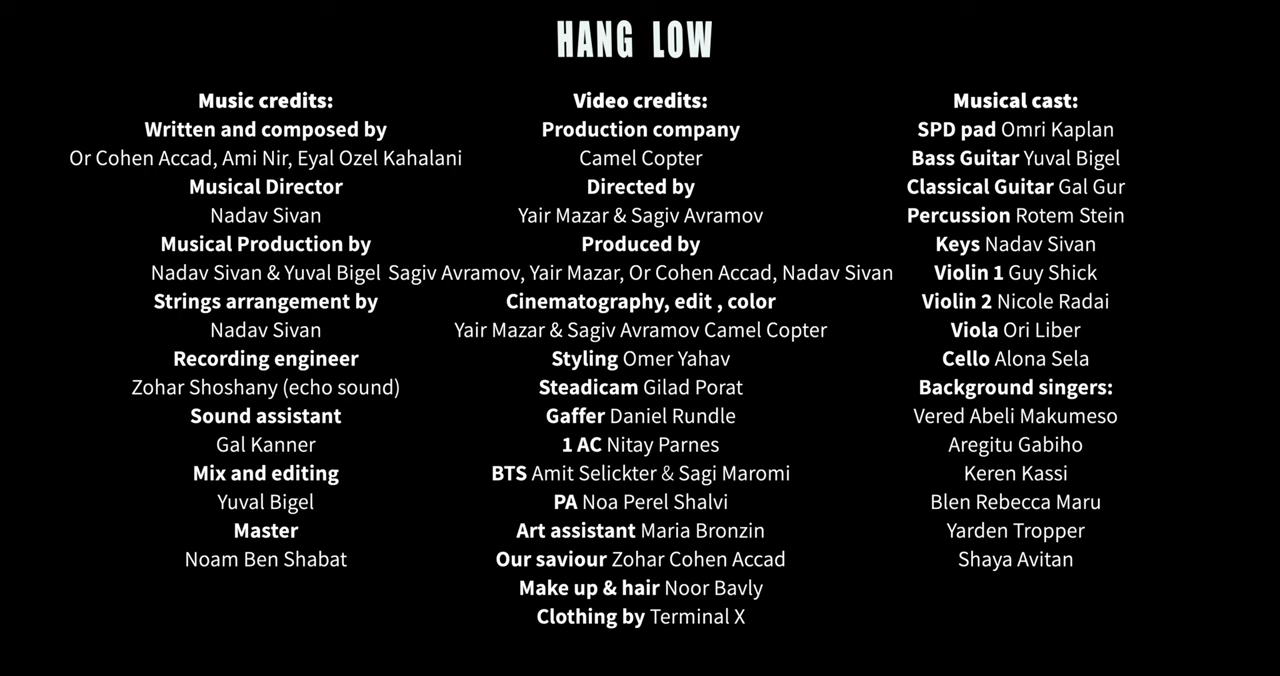 HANG LOW
Music credits:
Written and composed by
Or Cohen Accad, Ami Nir, Eyal Ozel Kahalani
Musical Director
Nadav Sivan
Musical Production by
Nadav Sivan & Yuval Bigel
Strings arrangement by
Nadav Sivan
Recording engineer
Zohar Shoshany (echo sound)
Sound assistant
Gal Kanner
Mix and editing
Yuval Bigel
Master
Noam Ben Shabat
Video credits:
Production company
Camel Copter
Directed by
Yair Mazar & Sagiv Avramov
Produced by
Sagiv Avramov, Yair Mazar, Or Cohen Accad, Nadav Sivan
Cinematography, edit , color
Yair Mazar & Sagiv Avramov Camel Copter
Styling Omer Yahav
Steadicam Gilad Porat
Gaffer Daniel Rundle
1 AC Nitay Parnes
BTS Amit Selickter & Sagi Maromi
PA Noa Perel Shalvi
Art assistant Maria Bronzin
Our saviour Zohar Cohen Accad
Make up & hair Noor Bavly
Clothing by Terminal X
Musical cast:
SPD pad Omri Kaplan
Bass Guitar Yuval Bigel
Classical Guitar Gal Gur
Percussion Rotem Stein
Keys Nadav Sivan
Violin 1 Guy Shick
Violin 2 Nicole Radai
Viola Ori Liber
Cello Alona Sela
Background singers:
Vered Abeli Makumeso
Aregitu Gabiho
Keren Kassi
Blen Rebecca Maru
Yarden Tropper
Shaya Avitan